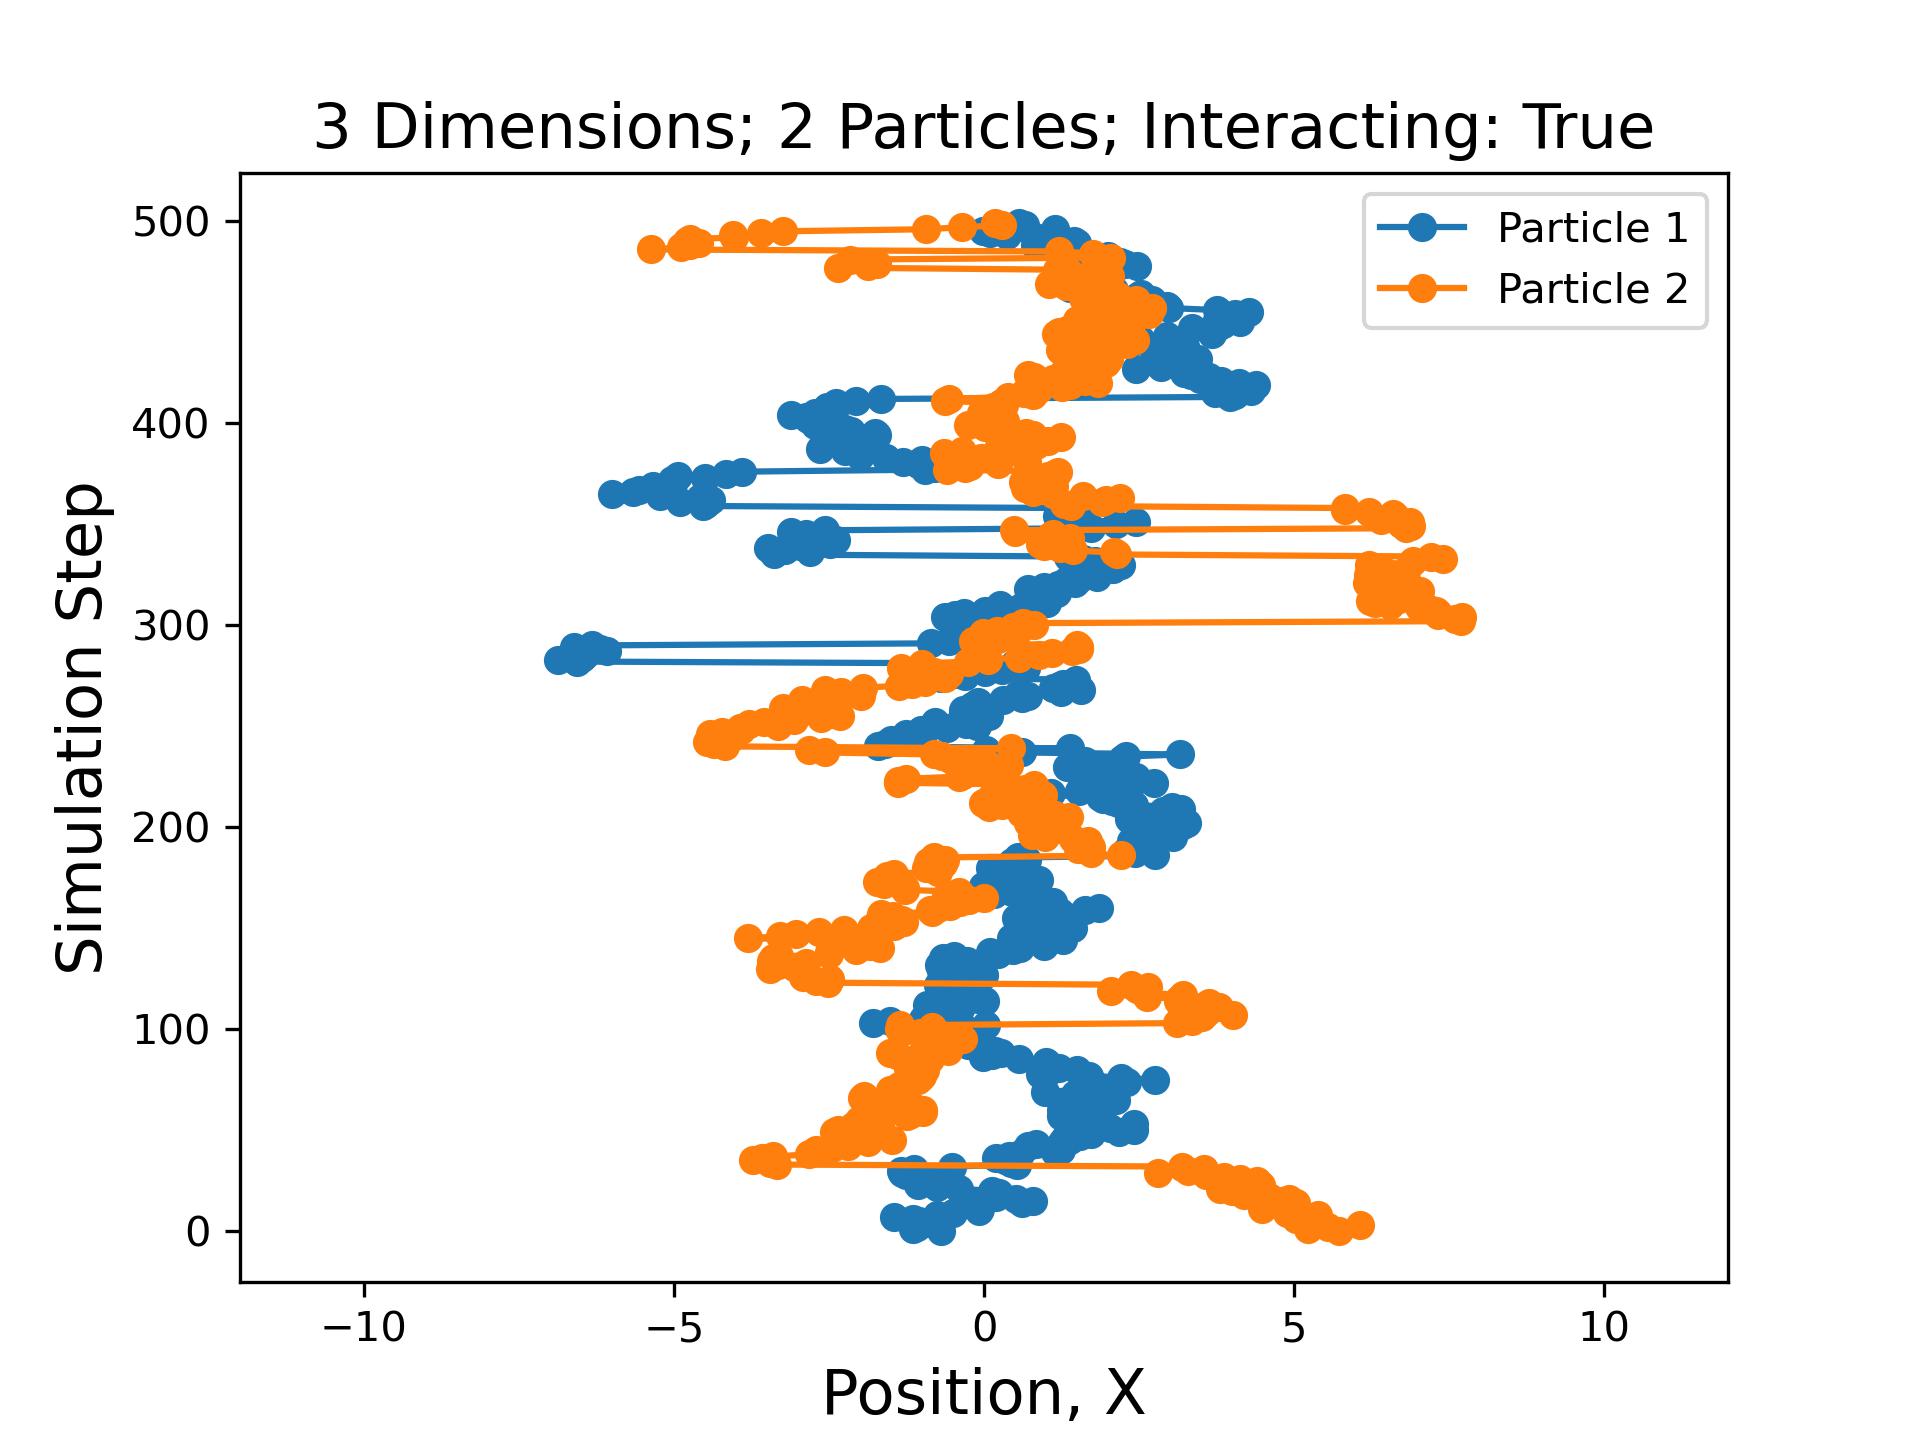 3 Dimensions; 2 Particles; Interacting: True
Particle 1
Particle 2
Simulation Step
500
400
300
200
100
0
−10
−5
0
5
10
Position, X